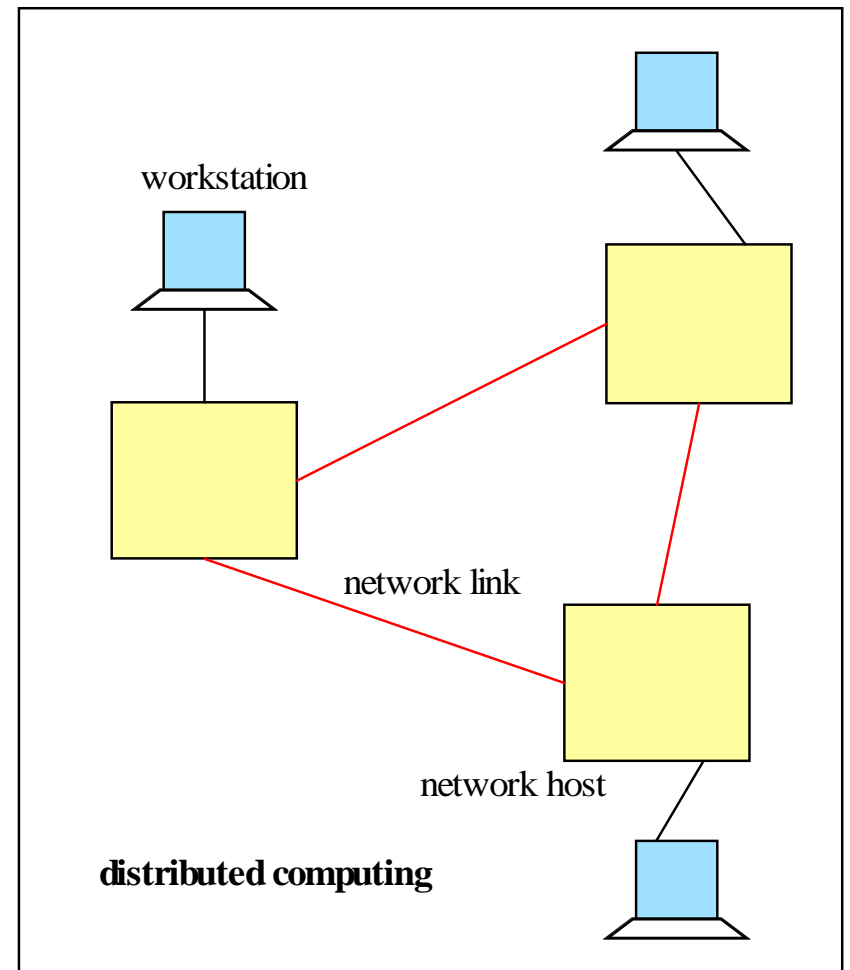 workstation
network link
network host
distributed computing